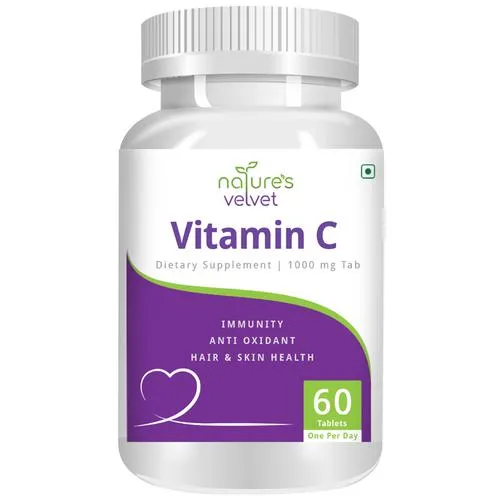 nature's
velvet
Vitamin C
Dietary Supplement | 1000 mg Tab
IMMUNITY
ANTI OXIDANT
HAIR & SKIN HEALTH
60
Tablets
One Per Day